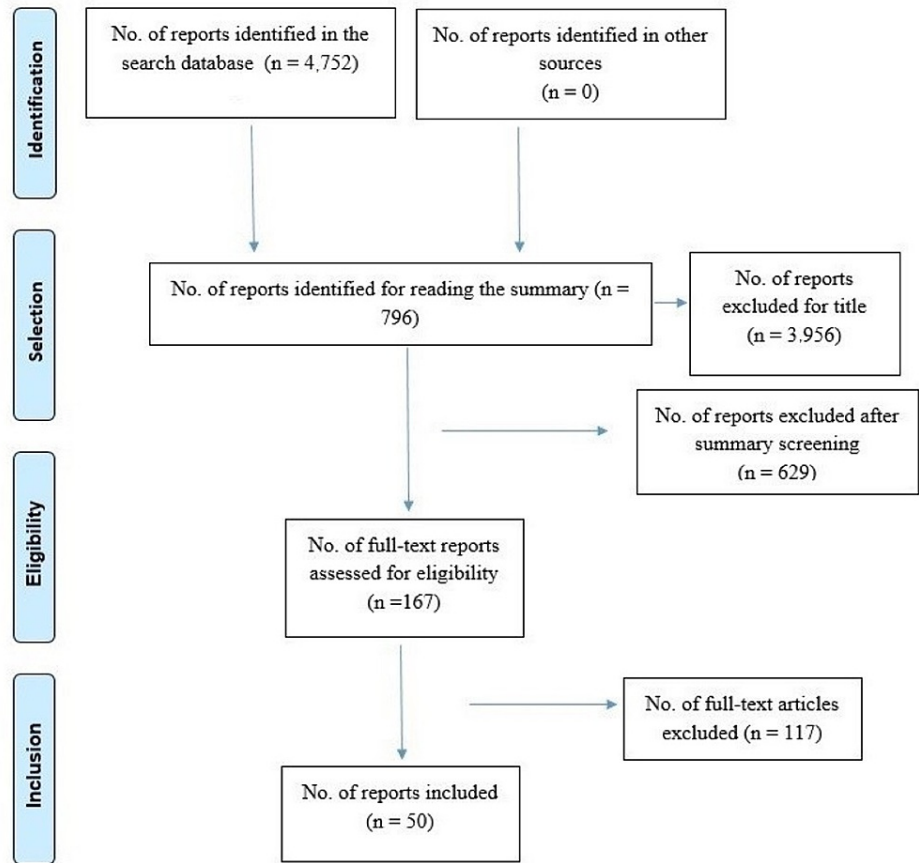 Identification
No. of reports identified in the
search database (n = 4,752)
No. of reports identified in other
sources
(n = 0)
Selection
No. of reports identified for reading the summary (n =
796)
No. of reports
excluded for title
(n = 3,956)
No. of reports excluded after
summary screening
(n = 629)
Eligibility
No. of full-text reports
assessed for eligibility
(n =167)
Inclusion
No. of full-text articles
excluded (n = 117)
No. of reports included
(n = 50)